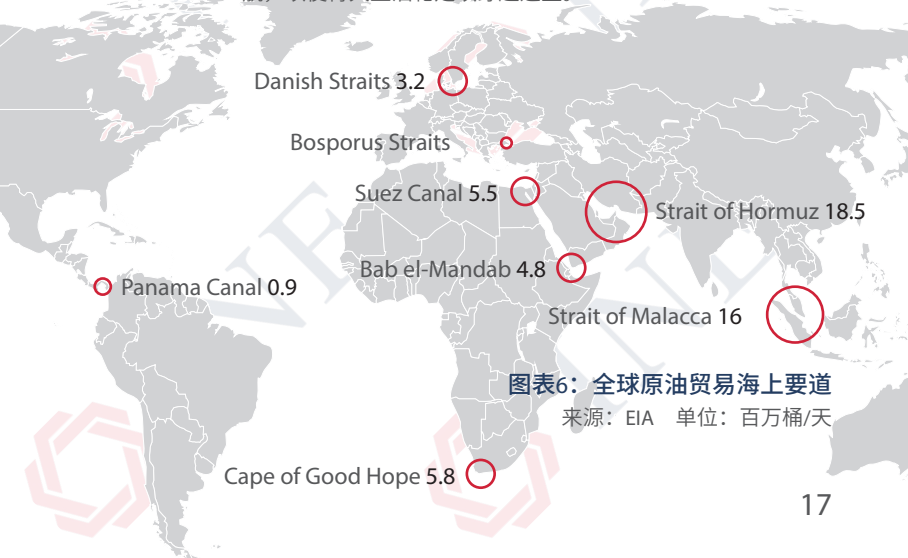 Danish Straits 3.2
Bosporus Straits
Suez Canal 5.5
Strait of Hormuz 18.5
Bab el-Mandab 4.8
Panama Canal 0.9
Strait of Malacca 16
图表6：全球原油贸易海上要道
来源：EIA 单位：百万桶/天
Cape of Good Hope 5.8
17